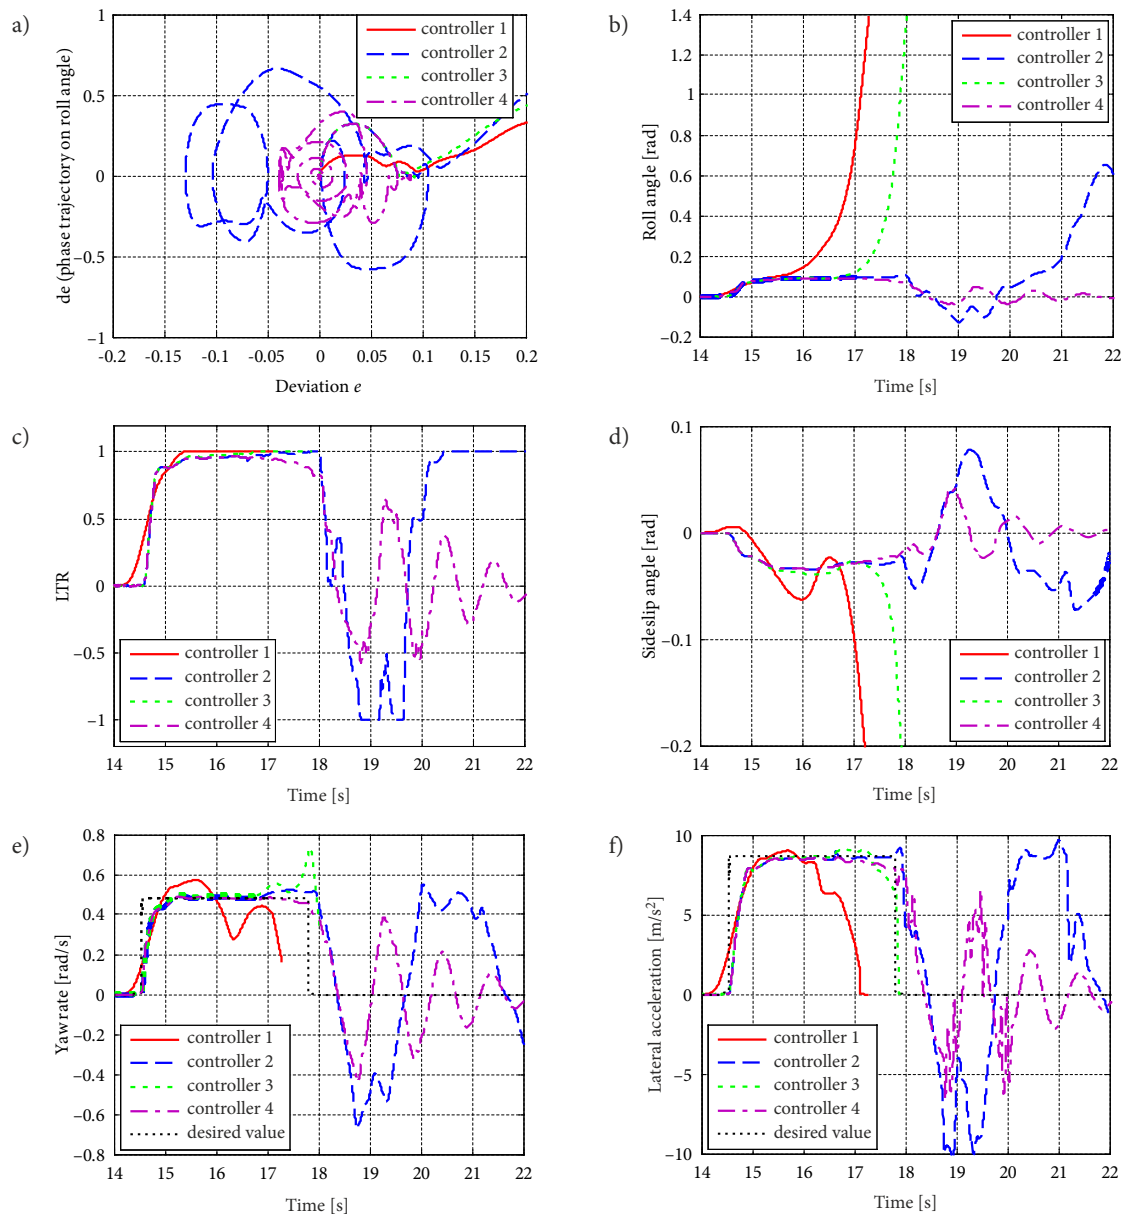 a)
de (phase trajectory on roll angle)
1
0.5
0
−0.5
−1
-0.2 -0.15 -0.1 -0.05 0 0.05 0.1 0.15 0.2
Deviation e
controller 1
controller 2
controller 3
controller 4
b)
Roll angle [rad]
1.4
1.2
1
0.8
0.6
0.4
0.2
0
−0.2
14 15 16 17 18 19 20 21 22
Time [s]
controller 1
controller 2
controller 3
controller 4
c)
LTR
1
0.5
0
−0.5
−1
14 15 16 17 18 19 20 21 22
Time [s]
controller 1
controller 2
controller 3
controller 4
d)
Sideslip angle [rad]
0.1
0
−0.1
−0.2
14 15 16 17 18 19 20 21 22
Time [s]
controller 1
controller 2
controller 3
controller 4
e)
Yaw rate [rad/s]
0.8
0.6
0.4
0.2
0
−0.2
−0.4
−0.6
−0.8
14 15 16 17 18 19 20 21 22
Time [s]
controller 1
controller 2
controller 3
controller 4
desired value
f)
Lateral acceleration [m/s²]
10
5
0
−5
−10
14 15 16 17 18 19 20 21 22
Time [s]
controller 1
controller 2
controller 3
controller 4
desired value